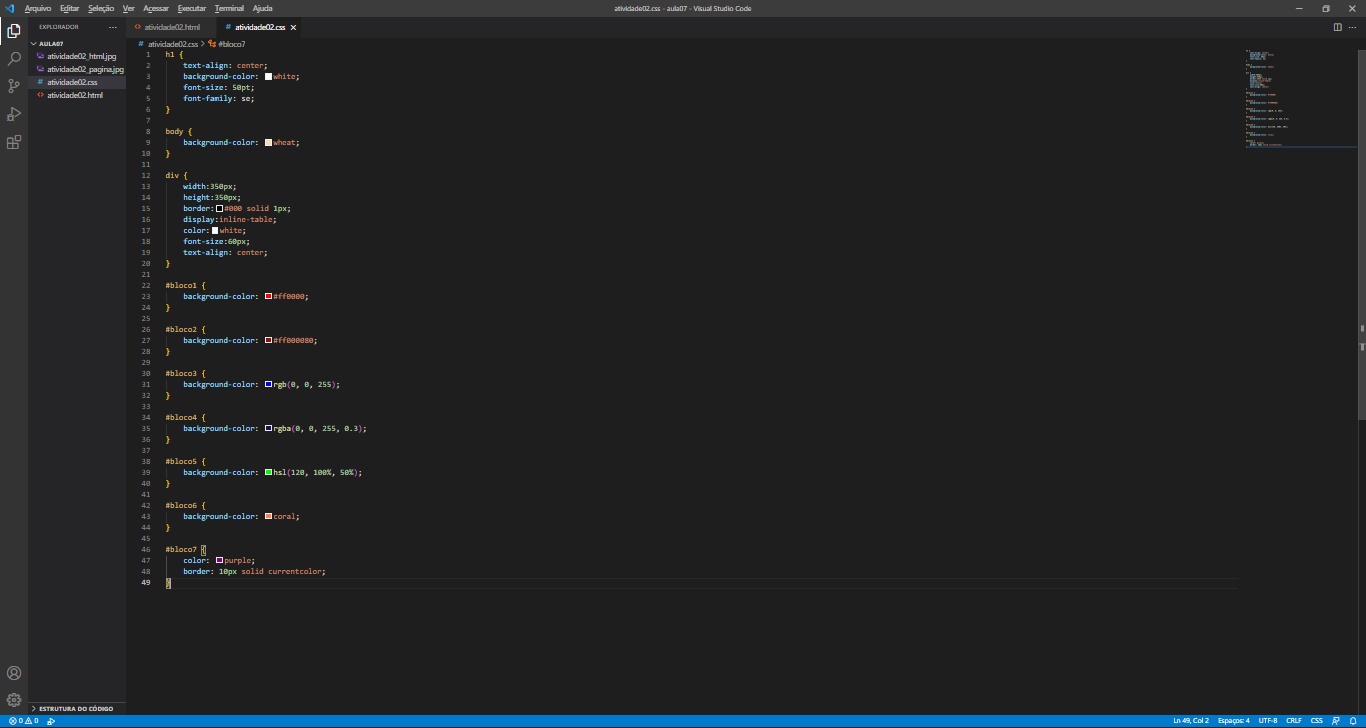 Arquivo Editar Seleção Ver Acessar Executar Terminal Ajuda
atividade02.css - aula07 - Visual Studio Code
EXPLORADOR
AULA07
atividade02_html.jpg
atividade02_pagina.jpg
atividade02.css
atividade02.html
ESTRUTURA DO CÓDIGO
atividade02.html
# atividade02.css
# atividade02.css > #bloco7
1 h1 {
2 text-align: center;
3 background-color: white;
4 font-size: 50pt;
5 font-family: se;
6 }
7
8 body {
9 background-color: wheat;
10 }
11
12 div {
13 width:350px;
14 height:350px;
15 border:#000 solid 1px;
16 display:inline-table;
17 color:white;
18 font-size:60px;
19 text-align: center;
20 }
21
22 #bloco1 {
23 background-color: #ff0000;
24 }
25
26 #bloco2 {
27 background-color: #ff000080;
28 }
29
30 #bloco3 {
31 background-color: rgb(0, 0, 255);
32 }
33
34 #bloco4 {
35 background-color: rgba(0, 0, 255, 0.3);
36 }
37
38 #bloco5 {
39 background-color: hsl(120, 100%, 50%);
40 }
41
42 #bloco6 {
43 background-color: coral;
44 }
45
46 #bloco7 {
47 color: purple;
48 border: 10px solid currentcolor;
49 }
0 0
Ln 49, Col 2 Espaços: 4 UTF-8 CRLF CSS